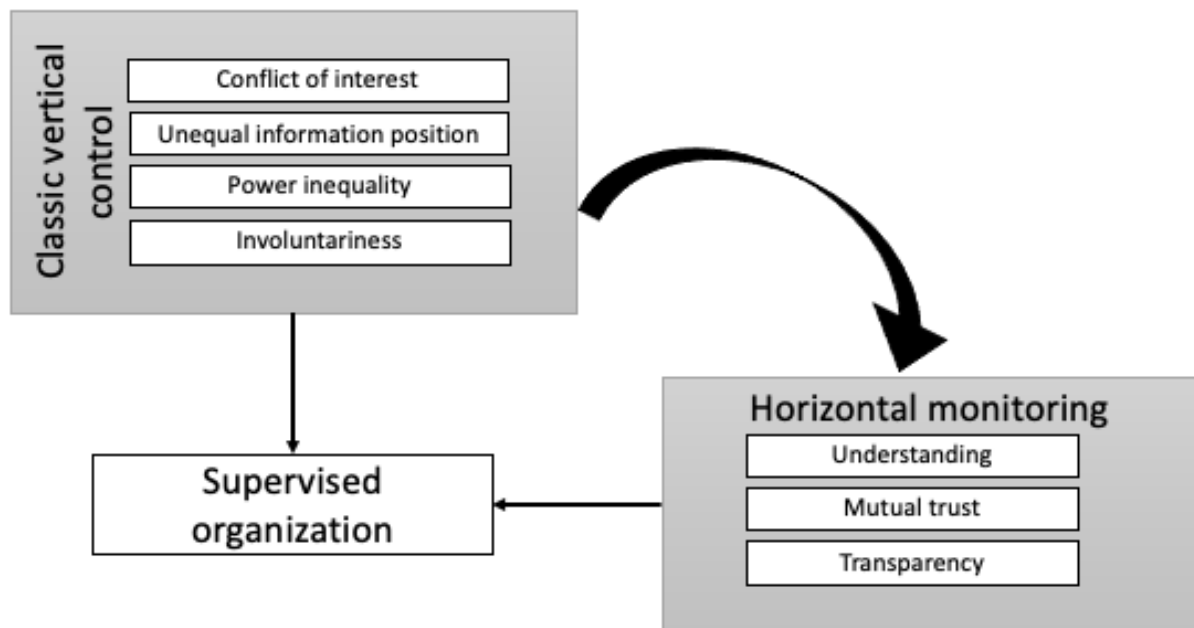 Classic vertical
control
Conflict of interest
Unequal information position
Power inequality
Involuntariness
Supervised
organization
Horizontal monitoring
Understanding
Mutual trust
Transparency